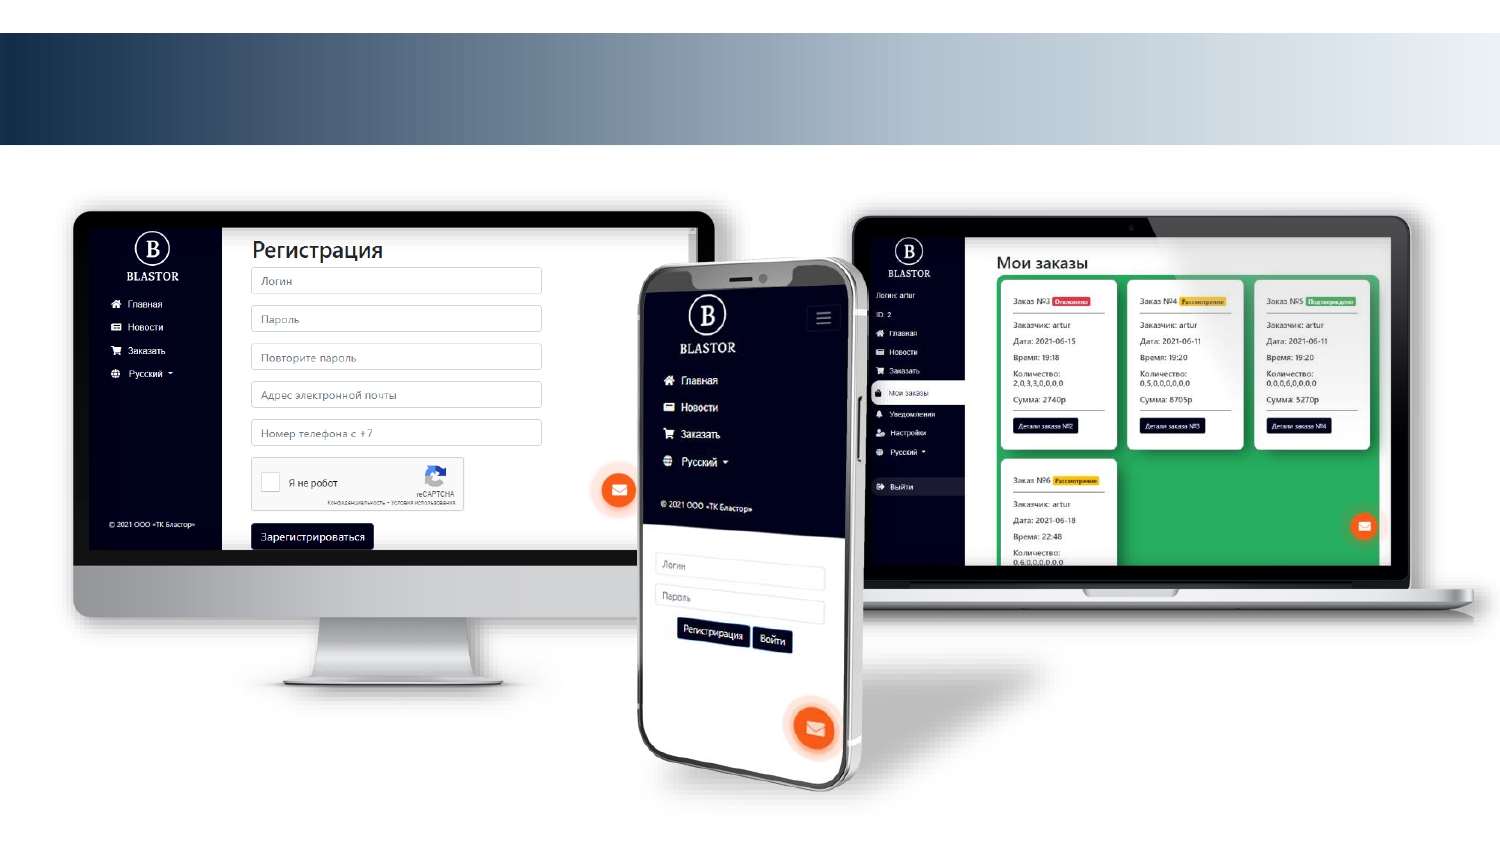 B
BLASTOR
Главная
Новости
Заказать
Русский
© 2021 ООО «ТК Бластор»
Регистрация
Логин
Пароль
Повторите пароль
Адрес электронной почты
Номер телефона с +7
Я не робот
reCAPTCHA
Конфиденциальность • Условия использования
Зарегистрироваться
B
BLASTOR
Главная
Новости
Заказать
Русский
© 2021 ООО «ТК Бластор»
Логин
Пароль
Регистрирация Войти
B
BLASTOR
Логин: artur
ID: 2
Главная
Новости
Заказать
Мои заказы
Уведомления
Настройки
Русский
Выйти
Мои заказы
Заказ №3 Отклонено
Заказчик: artur
Дата: 2021-06-15
Время: 19:18
Количество:
2,0,3,3,0,0,0,0
Сумма: 2740р
Детали заказа №2
Заказ №4 Рассмотрение
Заказчик: artur
Дата: 2021-06-11
Время: 19:20
Количество:
0,5,0,0,0,0,0,0
Сумма: 8705р
Детали заказа №3
Заказ №5 Подтверждено
Заказчик: artur
Дата: 2021-06-11
Время: 19:20
Количество:
0,0,0,6,0,0,0,0
Сумма: 5270р
Детали заказа №4
Заказ №6 Рассмотрение
Заказчик: artur
Дата: 2021-06-18
Время: 22:48
Количество:
0,6,0,0,0,0,0,0